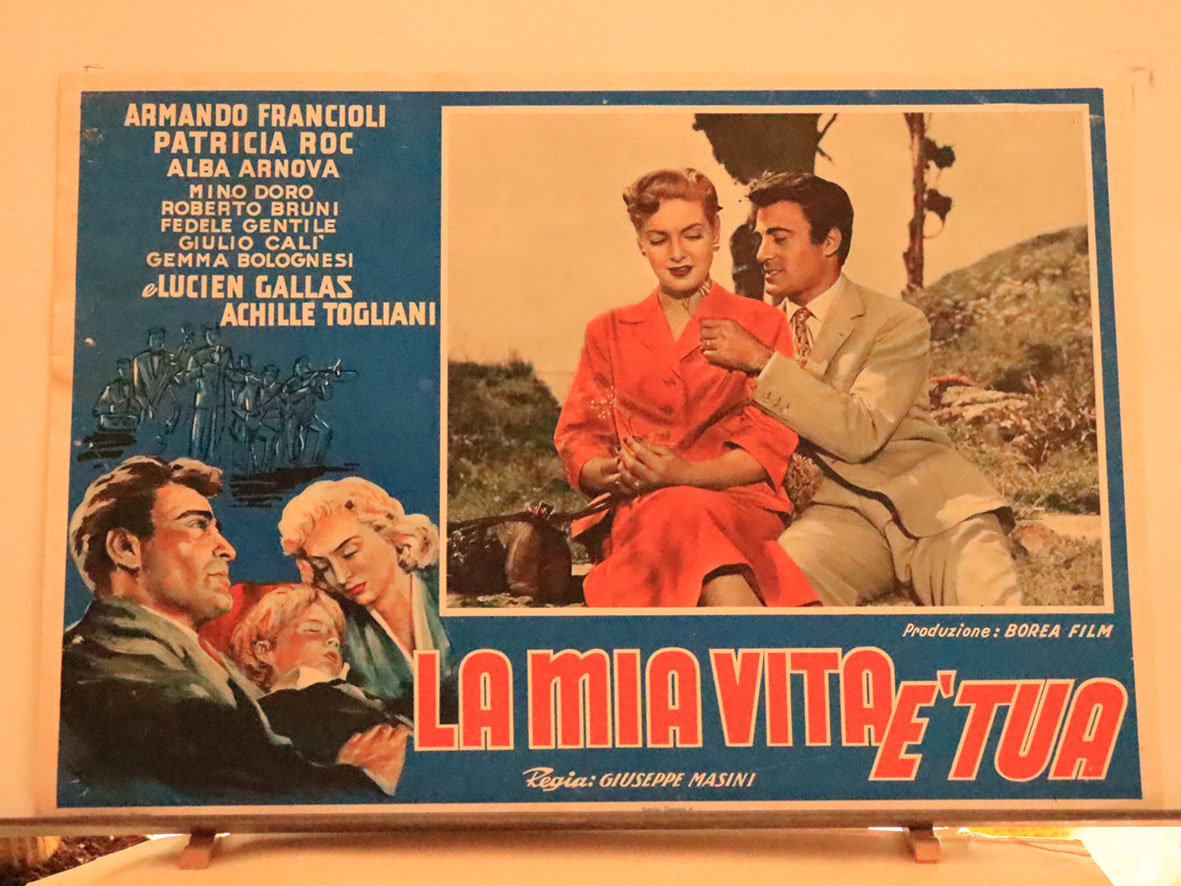 ARMANDO FRANCIOLI
PATRICIA ROC
ALBA ARNOVA
MINO DORO
ROBERTO BRUNI
FEDELE GENTILE
GIULIO CALI'
GEMMA BOLOGNESI
e LUCIEN GALLAS
ACHILLE TOGLIANI
Produzione: BOREA FILM
LA MIA VITA
E' TUA
Regia: GIUSEPPE MASINI